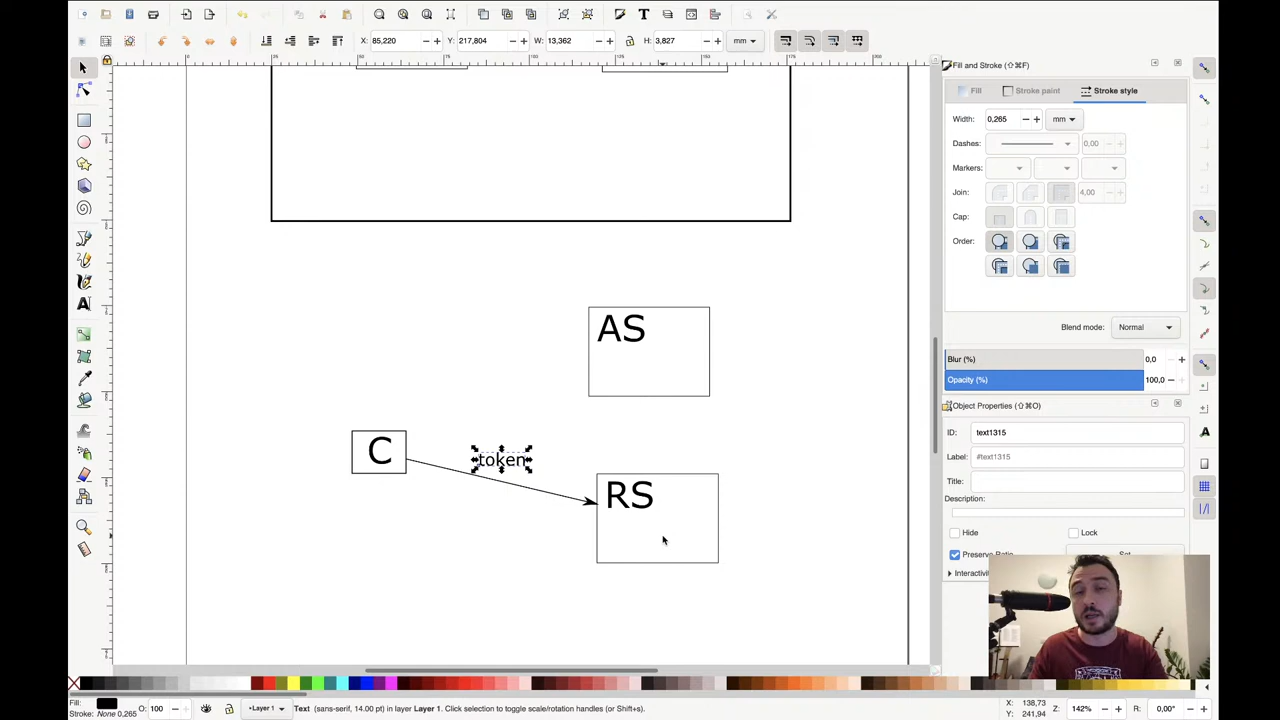 X: 85,220
Y: 217,804
W: 13,362
H: 3,827
mm
Fill and Stroke (⇧⌘F)
Fill
Stroke paint
Stroke style
Width:
0,265
mm
Dashes:
0,00
Markers:
Join:
4,00
Cap:
Order:
Blend mode:
Normal
Blur (%)
0,0
Opacity (%)
100,0
Object Properties (⇧⌘O)
ID:
text1315
Label:
#text1315
Title:
Description:
Hide
Lock
Preserve Ratio
Set
Interactivi
AS
C
token
RS
Fill:
Stroke: None 0,265
O: 100
Layer 1
Text (sans-serif, 14.00 pt) in layer Layer 1. Click selection to toggle scale/rotation handles (or Shift+s).
X: 138,73
Y: 241,94
Z: 142%
R: 0,00°